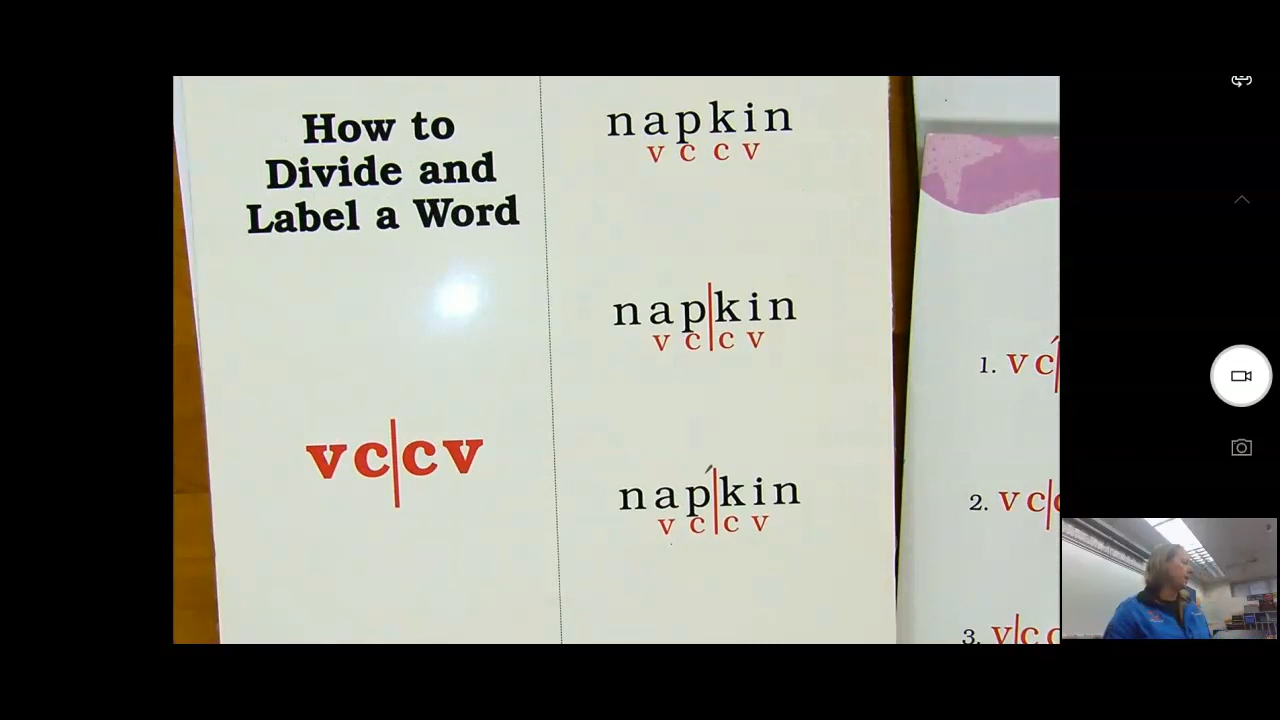 How to
Divide and
Label a Word
vc|cv
napkin
v c c v
nap|kin
v c|c v
nap´|kin
v c|c v
1. v c´|
2. v c|c
3. v|c c